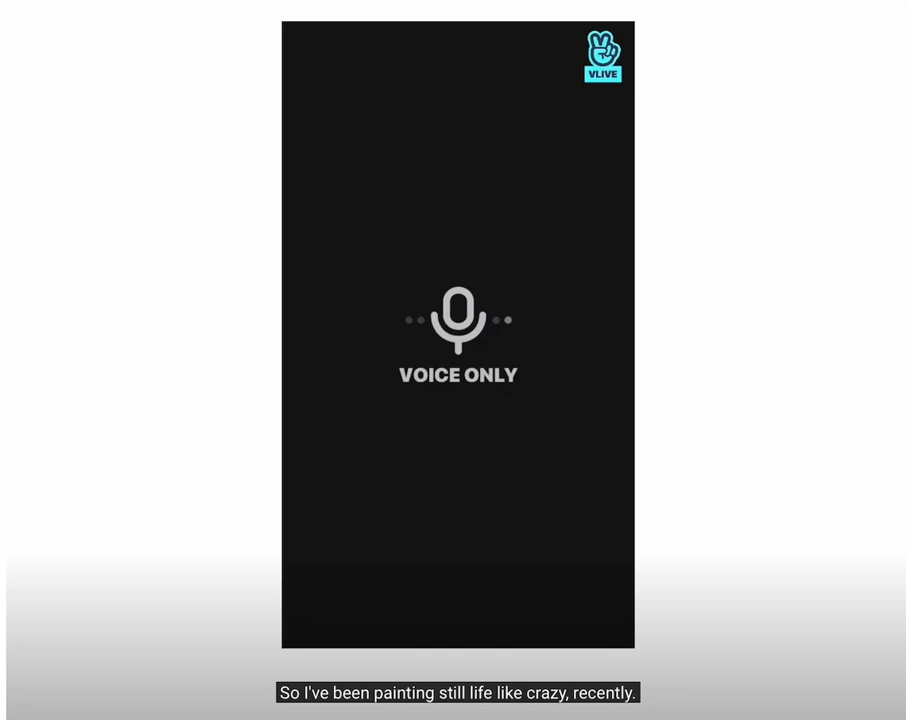 VLIVE
VOICE ONLY
So I've been painting still life like crazy, recently.